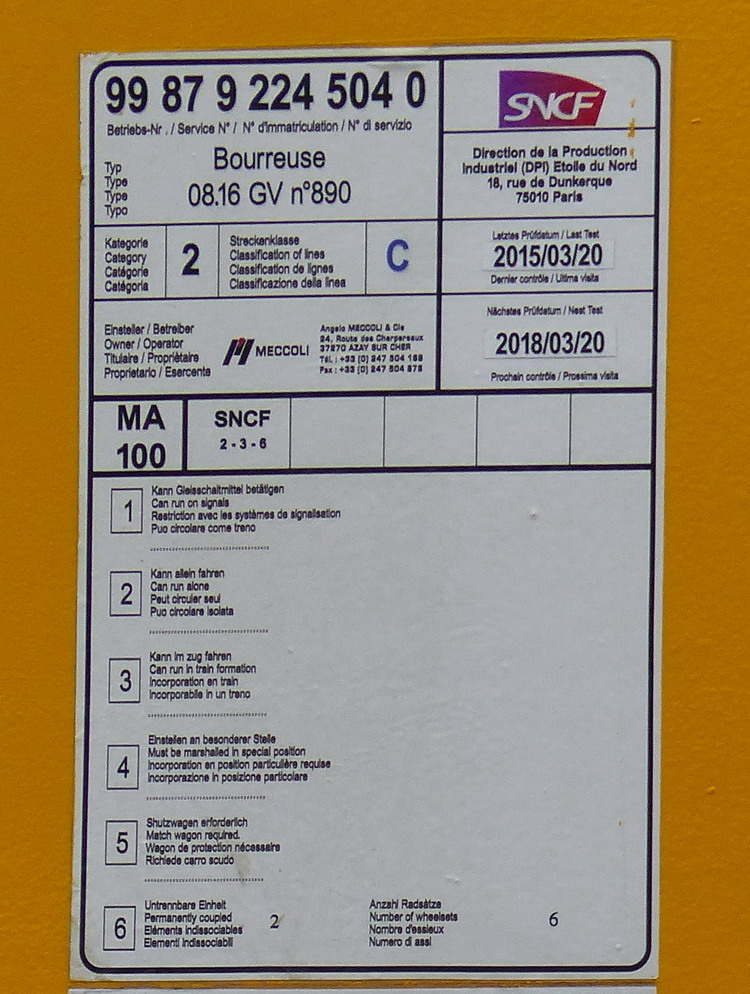 99 87 9 224 504 0
Betriebs-Nr . / Service N° / N° d'immatriculation / N° di servizio
Typ
Type
Type
Typo
Bourreuse
08.16 GV n°890
SNCF
Direction de la Production
Industriel (DPI) Etoile du Nord
18, rue de Dunkerque
75010 Paris
Kategorie
Category
Catégorie
Catégoria
2
Streckenklasse
Classification of lines
Classification de lignes
Classificazione della linea
C
Letztes Prüfdatum / Last Test
2015/03/20
Dernier contrôle / Ultima visita
Einsteller / Betreiber
Owner / Operator
Titulaire / Propriétaire
Proprietario / Esercente
MECCOLI
Angelo MECCOLI & Cie
24, Route des Charpereaux
37270 AZAY SUR CHER
Tél. : +33 (0) 247 504 168
Fax : +33 (0) 247 504 875
Nächstes Prüfdatum / Nest Test
2018/03/20
Prochain contrôle / Prossima visita
MA
100
SNCF
2 - 3 - 6
1
Kann Gleisschaltmittel betätigen
Can run on signals
Restriction avec les systèmes de signalisation
Puo circolare come treno
2
Kann allein fahren
Can run alone
Peut circuler seul
Puo circolare isolata
3
Kann im zug fahren
Can run in train formation
Incorporation en train
Incorporabile in un treno
4
Einstellen an besonderer Stelle
Must be marshalled in special position
Incorporation en position particulière requise
Incorporazione in posizione particolare
5
Shutzwagen erforderlich
Match wagon required.
Wagon de protection nécessaire
Richiede carro scudo
6
Untrennbare Einheit
Permanently coupled
Eléments indissociables
Elementi indissociabili
2
Anzahl Radsätze
Number of wheelsets
Nombre d'essieux
Numero di assi
6